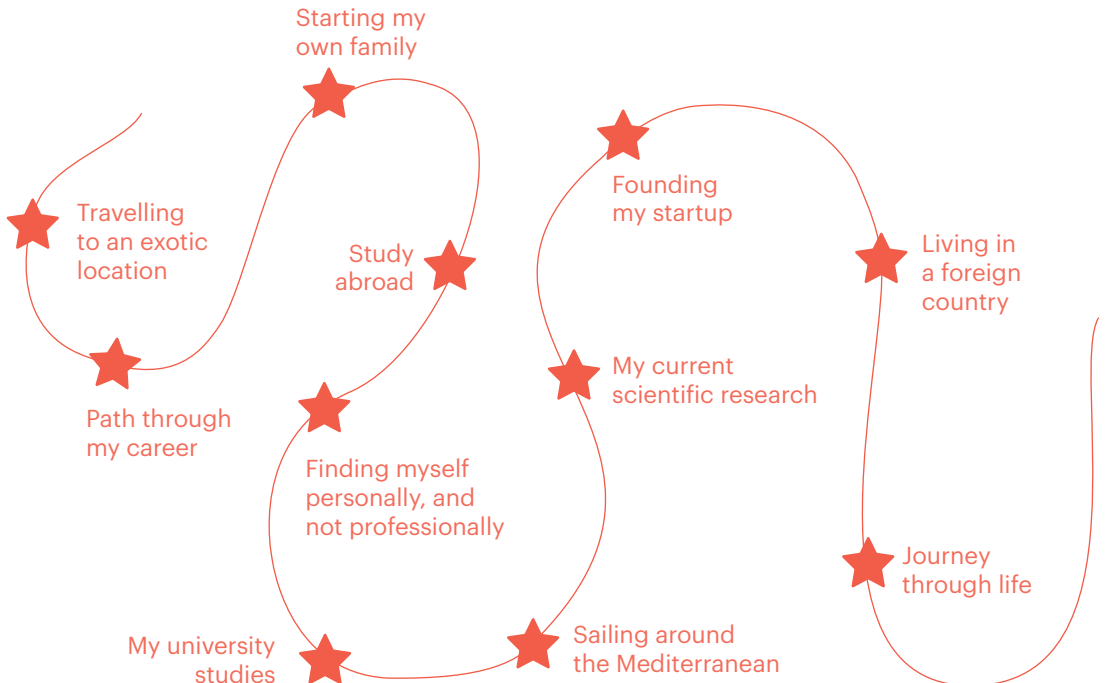 Starting my
own family
Travelling
to an exotic
location
Path through
my career
Study
abroad
Finding myself
personally, and
not professionally
My university
studies
Sailing around
the Mediterranean
My current
scientific research
Founding
my startup
Living in
a foreign
country
Journey
through life